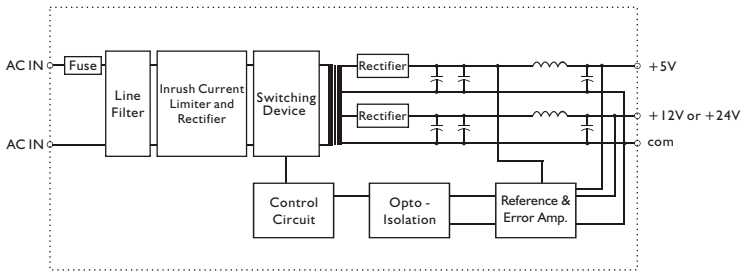 AC IN
Fuse
Line
Filter
Inrush Current
Limiter and
Rectifier
Switching
Device
Rectifier
+5V
Rectifier
+12V or +24V
AC IN
com
Control
Circuit
Opto -
Isolation
Reference &
Error Amp.